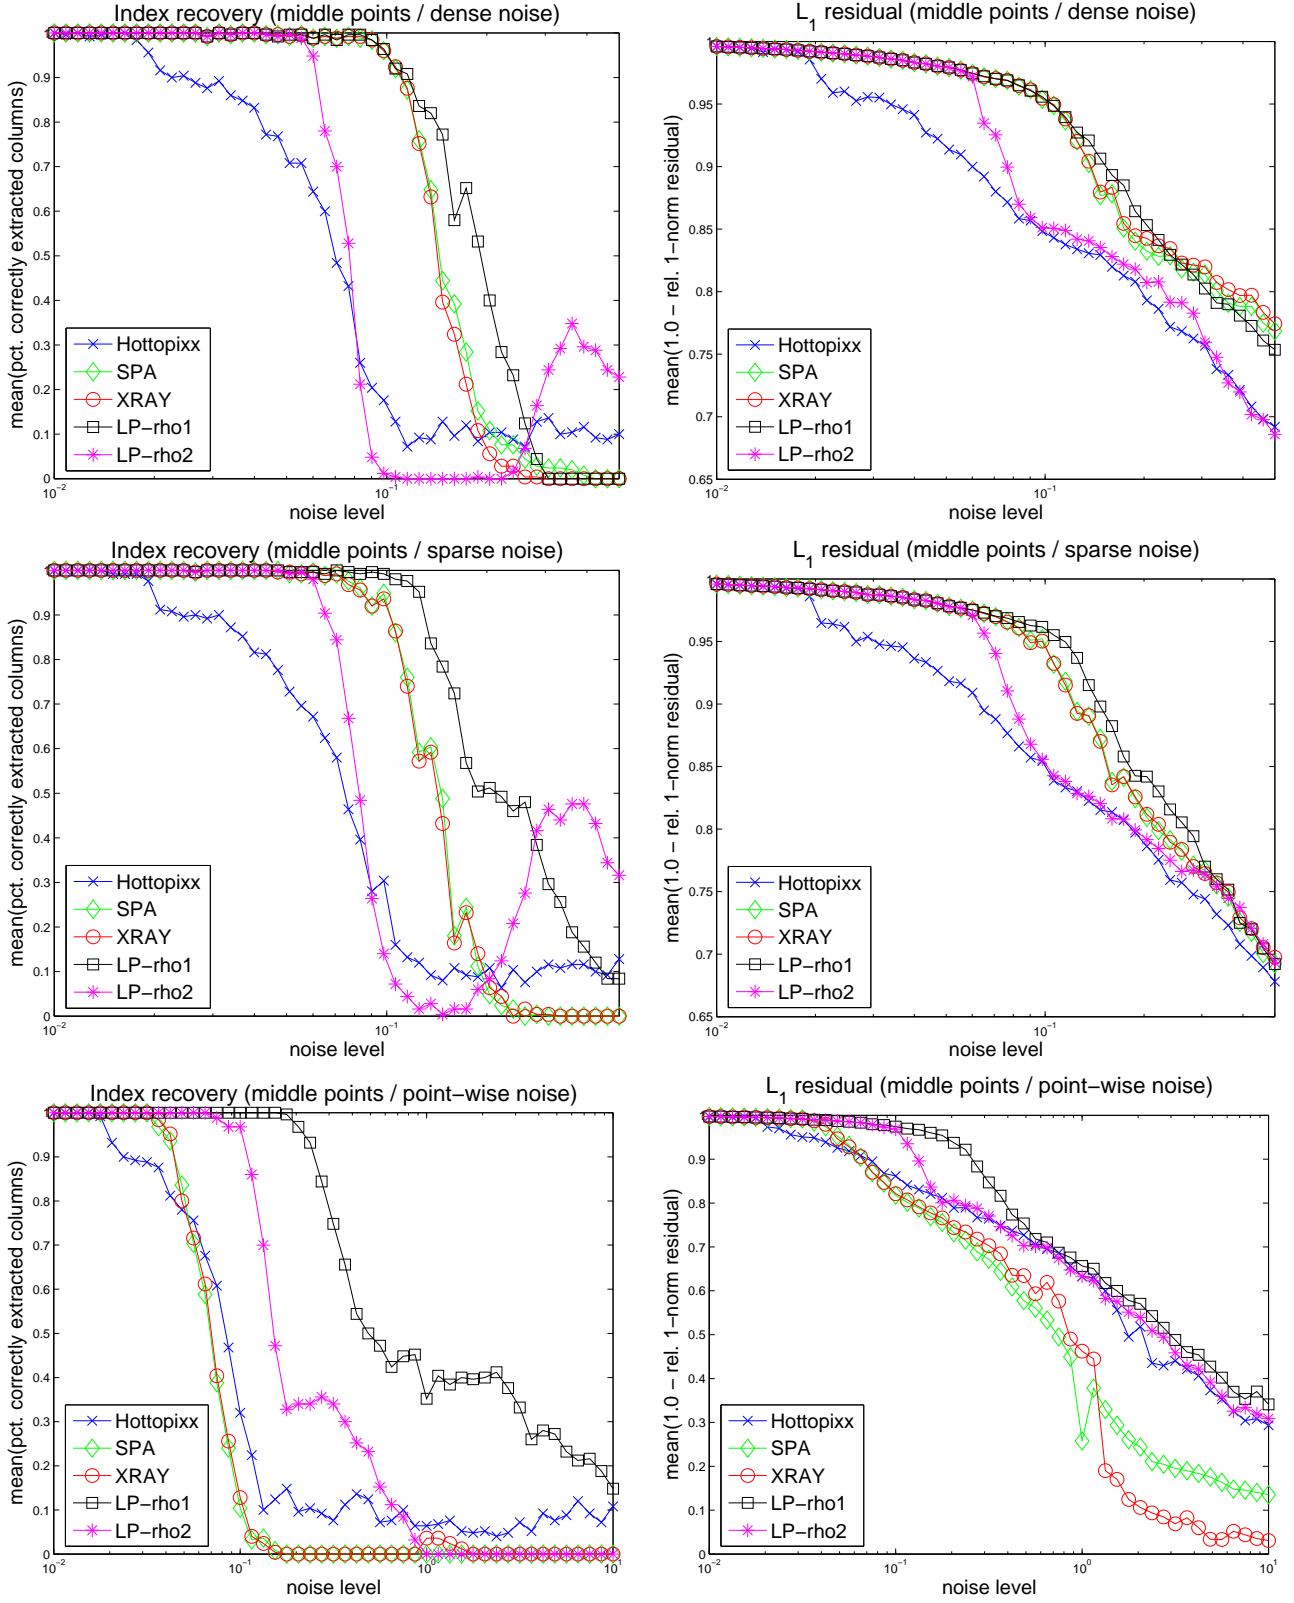 Index recovery (middle points / dense noise)
mean(pct. correctly extracted columns)
1
0.9
0.8
0.7
0.6
0.5
0.4
0.3
0.2
0.1
0
Hottopixx
SPA
XRAY
LP−rho1
LP−rho2
10−2
10−1
noise level
L1 residual (middle points / dense noise)
mean(1.0 − rel. 1−norm residual)
1
0.95
0.9
0.85
0.8
0.75
0.7
0.65
Hottopixx
SPA
XRAY
LP−rho1
LP−rho2
10−2
10−1
noise level
Index recovery (middle points / sparse noise)
mean(pct. correctly extracted columns)
1
0.9
0.8
0.7
0.6
0.5
0.4
0.3
0.2
0.1
0
Hottopixx
SPA
XRAY
LP−rho1
LP−rho2
10−2
10−1
noise level
L1 residual (middle points / sparse noise)
mean(1.0 − rel. 1−norm residual)
1
0.95
0.9
0.85
0.8
0.75
0.7
0.65
Hottopixx
SPA
XRAY
LP−rho1
LP−rho2
10−2
10−1
noise level
Index recovery (middle points / point−wise noise)
mean(pct. correctly extracted columns)
1
0.9
0.8
0.7
0.6
0.5
0.4
0.3
0.2
0.1
0
Hottopixx
SPA
XRAY
LP−rho1
LP−rho2
10−2
10−1
100
101
noise level
L1 residual (middle points / point−wise noise)
mean(1.0 − rel. 1−norm residual)
1
0.9
0.8
0.7
0.6
0.5
0.4
0.3
0.2
0.1
0
Hottopixx
SPA
XRAY
LP−rho1
LP−rho2
10−2
10−1
100
101
noise level